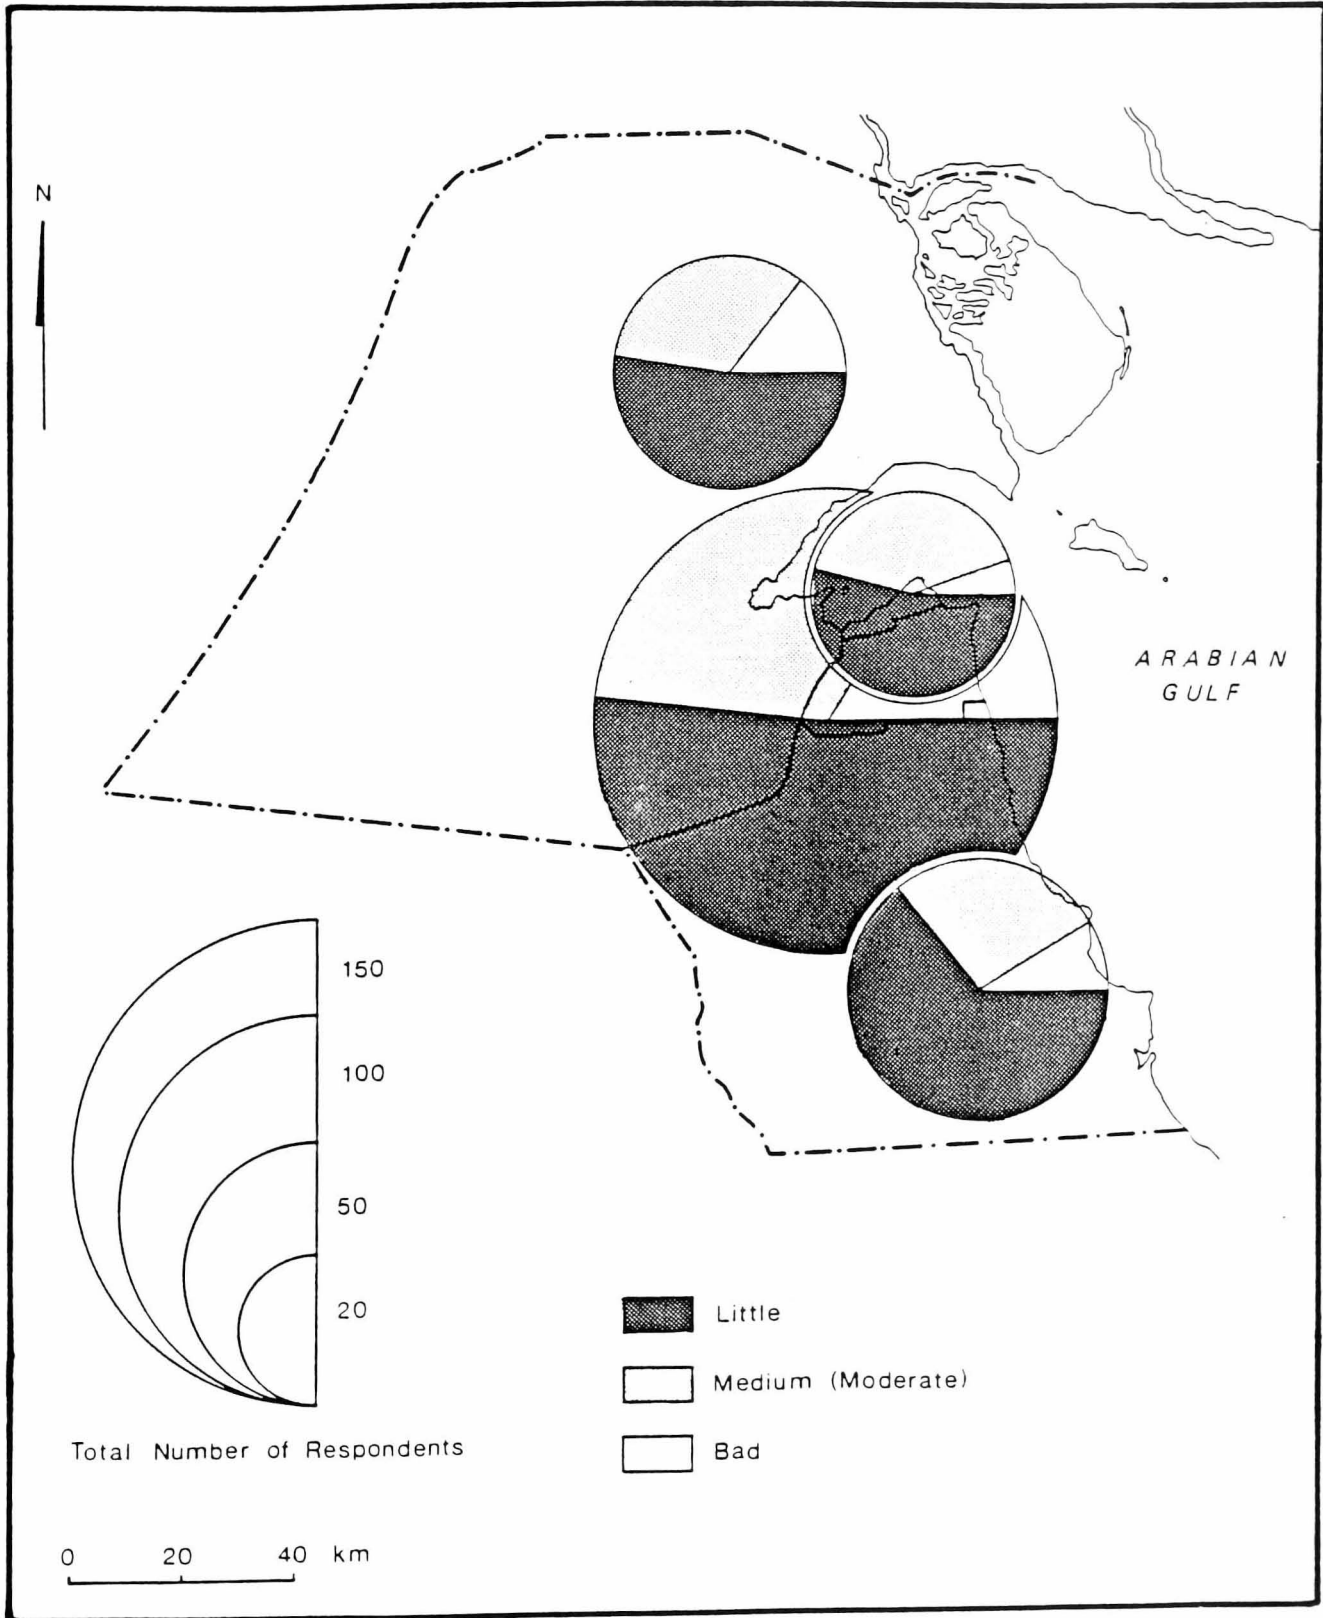 N
ARABIAN
GULF
150
100
50
20
Little
Medium (Moderate)
Bad
Total Number of Respondents
0 20 40 km